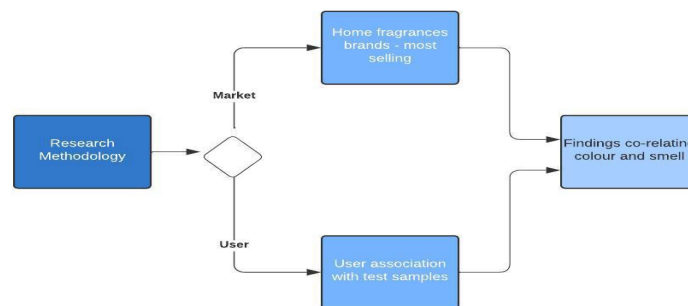 Home fragrances
brands - most
selling
Market
Research
Methodology
Findings co-relating
colour and smell
User
User association
with test samples